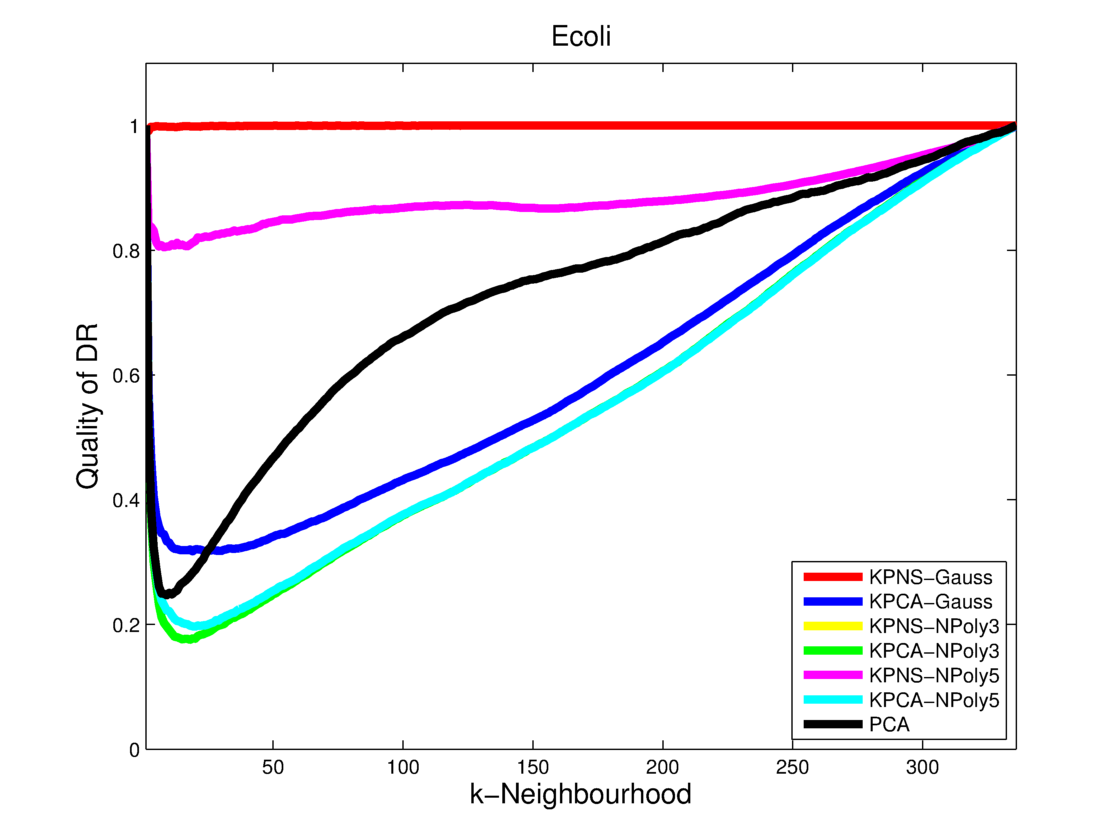 Ecoli
Quality of DR
1
0.8
0.6
0.4
0.2
0
50 100 150 200 250 300
k−Neighbourhood
KPNS−Gauss
KPCA−Gauss
KPNS−NPoly3
KPCA−NPoly3
KPNS−NPoly5
KPCA−NPoly5
PCA